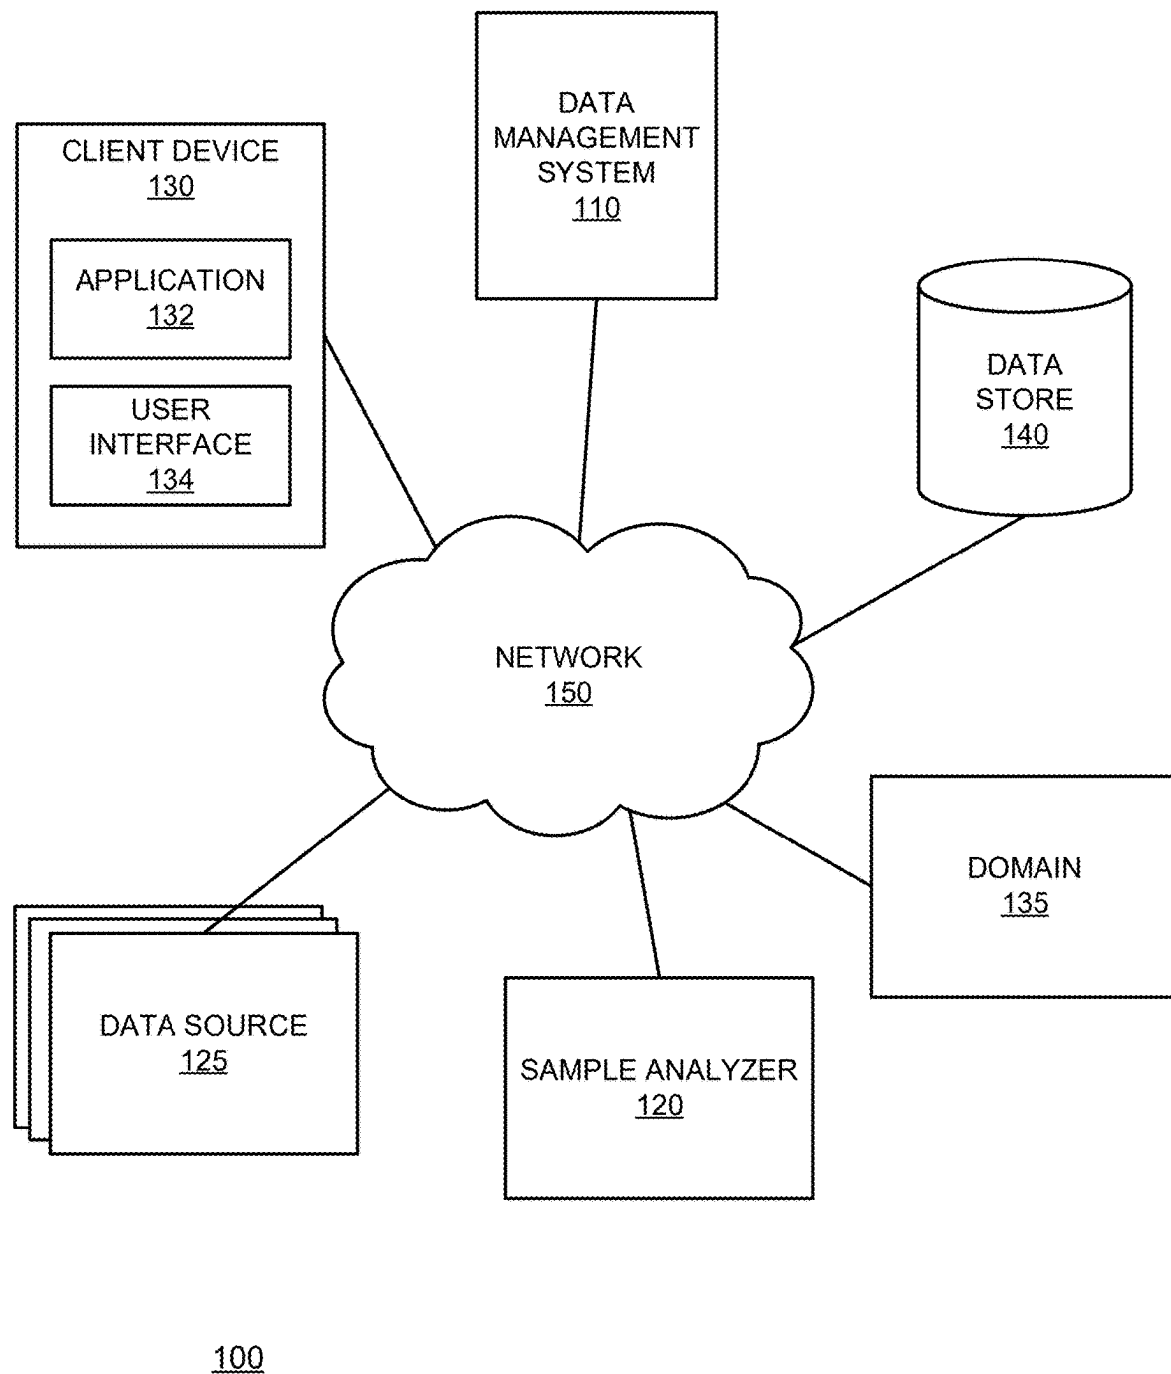 DATA
MANAGEMENT
SYSTEM
110
CLIENT DEVICE
130
APPLICATION
132
USER
INTERFACE
134
DATA
STORE
140
NETWORK
150
DOMAIN
135
DATA SOURCE
125
SAMPLE ANALYZER
120
100